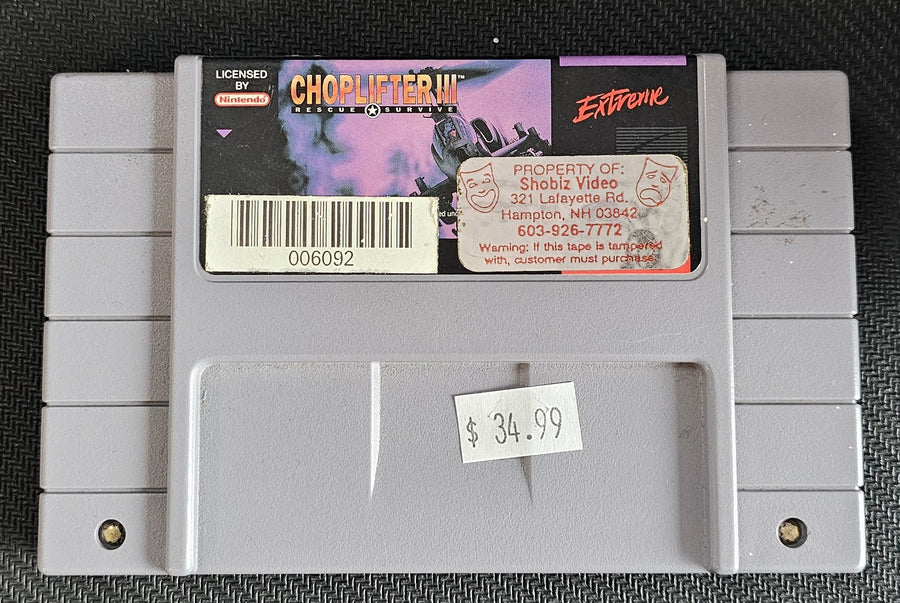 LICENSED
BY
Nintendo
CHOPLIFTER III™
RESCUE SURVIVE
Extreme
PROPERTY OF:
Shobiz Video
321 Lafayette Rd.
Hampton, NH 03842
603-926-7772
Warning: If this tape is tampered
with, customer must purchase.
006092
$ 34.99